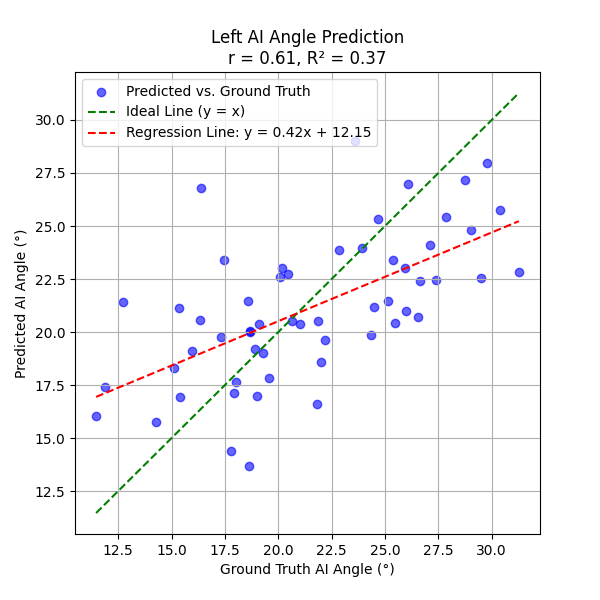 Left AI Angle Prediction
r = 0.61, R² = 0.37
Predicted vs. Ground Truth
Ideal Line (y = x)
Regression Line: y = 0.42x + 12.15
30.0
27.5
25.0
22.5
20.0
17.5
15.0
12.5
Predicted AI Angle (°)
12.5 15.0 17.5 20.0 22.5 25.0 27.5 30.0
Ground Truth AI Angle (°)